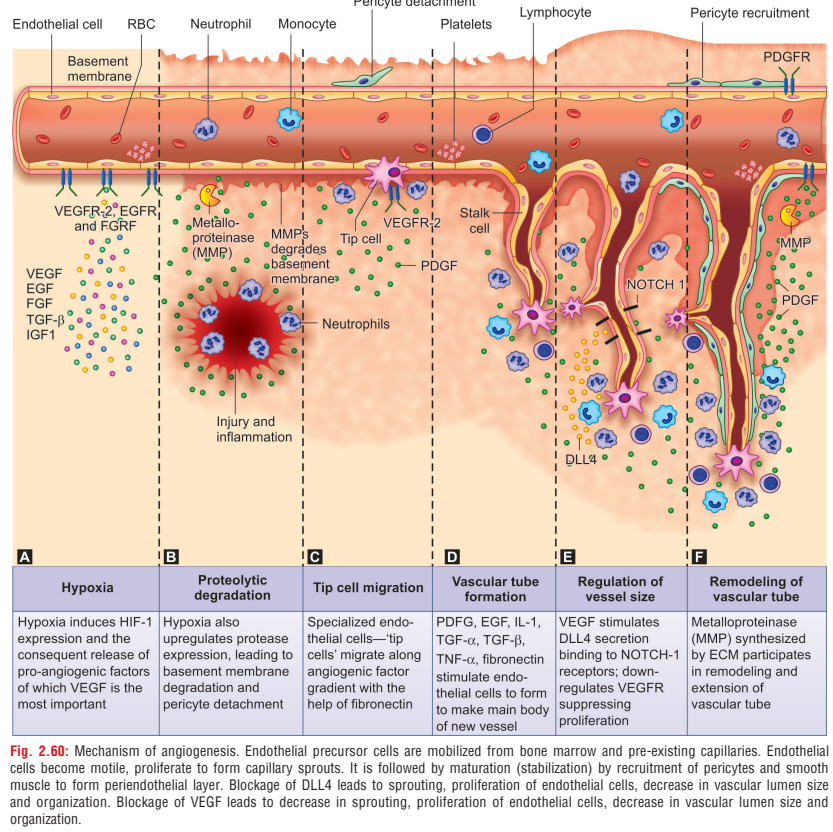 Pericyte detachment
Endothelial cell
RBC
Neutrophil
Monocyte
Platelets
Lymphocyte
Pericyte recruitment
Basement
membrane
PDGFR
VEGFR-2, EGFR
and FGRF
Metallo-
proteinase
(MMP)
MMPs
degrades
basement
membrane
Tip cell
VEGFR-2
PDGF
Stalk
cell
NOTCH 1
MMP
PDGF
VEGF
EGF
FGF
TGF-β
IGF1
Neutrophils
Injury and
inflammation
DLL4
A
B
C
D
E
F
Hypoxia
Proteolytic
degradation
Tip cell migration
Vascular tube
formation
Regulation of
vessel size
Remodeling of
vascular tube
Hypoxia induces HIF-1
expression and the
consequent release of
pro-angiogenic factors
of which VEGF is the
most important
Hypoxia also
upregulates protease
expression, leading to
basement membrane
degradation and
pericyte detachment
Specialized endo-
thelial cells—‘tip
cells’ migrate along
angiogenic factor
gradient with the
help of fibronectin
PDFG, EGF, IL-1,
TGF-α, TGF-β,
TNF-α, fibronectin
stimulate endo-
thelial cells to form
to make main body
of new vessel
VEGF stimulates
DLL4 secretion
binding to NOTCH-1
receptors; down-
regulates VEGFR
suppressing
proliferation
Metalloproteinase
(MMP) synthesized
by ECM participates
in remodeling and
extension of
vascular tube
Fig. 2.60: Mechanism of angiogenesis. Endothelial precursor cells are mobilized from bone marrow and pre-existing capillaries. Endothelial
cells become motile, proliferate to form capillary sprouts. It is followed by maturation (stabilization) by recruitment of pericytes and smooth
muscle to form periendothelial layer. Blockage of DLL4 leads to sprouting, proliferation of endothelial cells, decrease in vascular lumen size
and organization. Blockage of VEGF leads to decrease in sprouting, proliferation of endothelial cells, decrease in vascular lumen size and
organization.